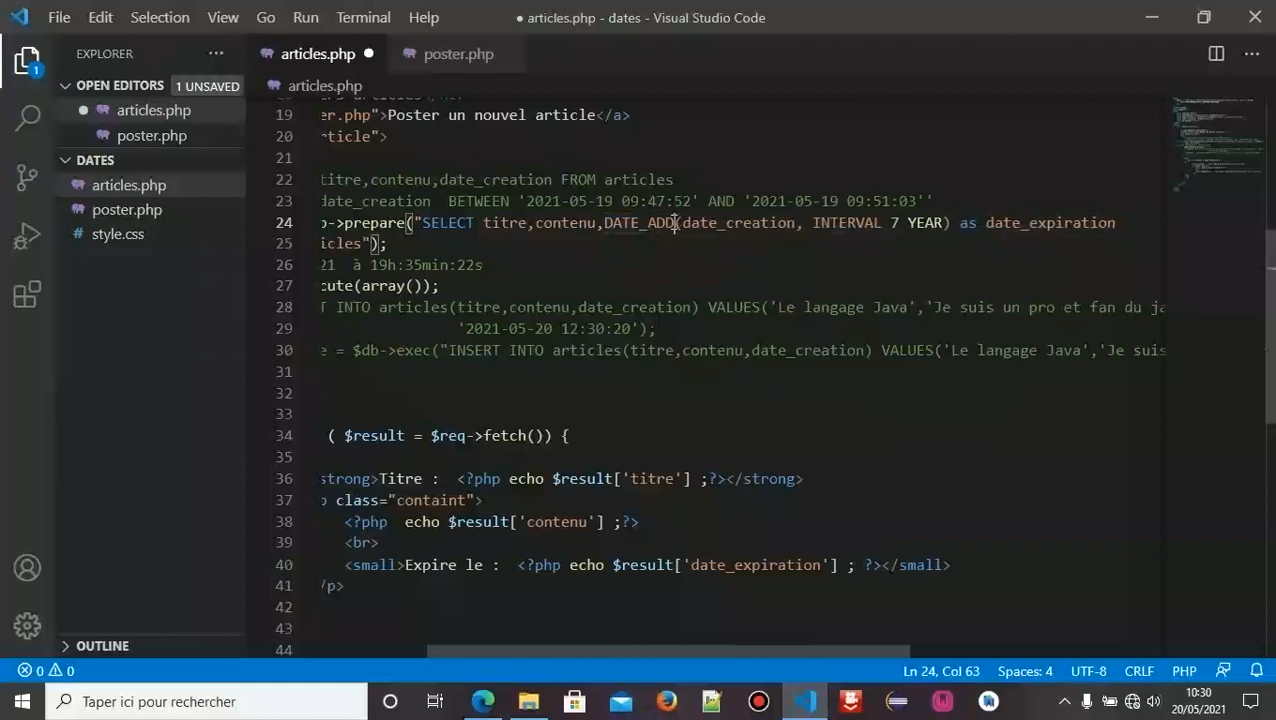 File Edit Selection View Go Run Terminal Help ● articles.php - dates - Visual Studio Code
EXPLORER ··· articles.php ● poster.php
OPEN EDITORS 1 UNSAVED articles.php
● articles.php
poster.php
DATES
articles.php
poster.php
style.css
OUTLINE
1
19 er.php">Poster un nouvel article</a>
20 rticle">
21
22 titre,contenu,date_creation FROM articles
23 date_creation  BETWEEN '2021-05-19 09:47:52' AND '2021-05-19 09:51:03''
24 >prepare("SELECT titre,contenu,DATE_ADD(date_creation, INTERVAL 7 YEAR) as date_expiration
25 icles");
26 21  à 19h:35min:22s
27 cute(array());
28 T INTO articles(titre,contenu,date_creation) VALUES('Le langage Java','Je suis un pro et fan du ja
29 '2021-05-20 12:30:20');
30 e = $db->exec("INSERT INTO articles(titre,contenu,date_creation) VALUES('Le langage Java','Je suis
31
32
33
34 ( $result = $req->fetch()) {
35
36 strong>Titre :  <?php echo $result['titre'] ;?></strong>
37 class="containt">
38 <?php  echo $result['contenu'] ;?>
39 <br>
40 <small>Expire le :  <?php echo $result['date_expiration'] ; ?></small>
41 /p>
42
43
44
0 0 Ln 24, Col 63 Spaces: 4 UTF-8 CRLF PHP
Taper ici pour rechercher 10:30
20/05/2021